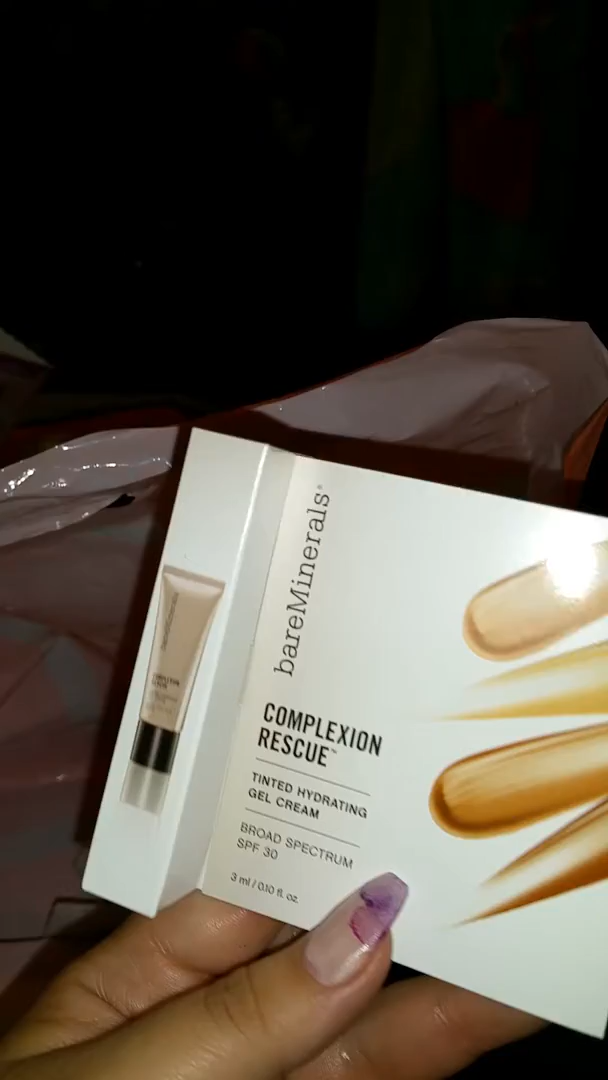 bareMinerals®
COMPLEXION
RESCUE™
TINTED HYDRATING
GEL CREAM
BROAD SPECTRUM
SPF 30
3 ml / 0.10 fl. oz.